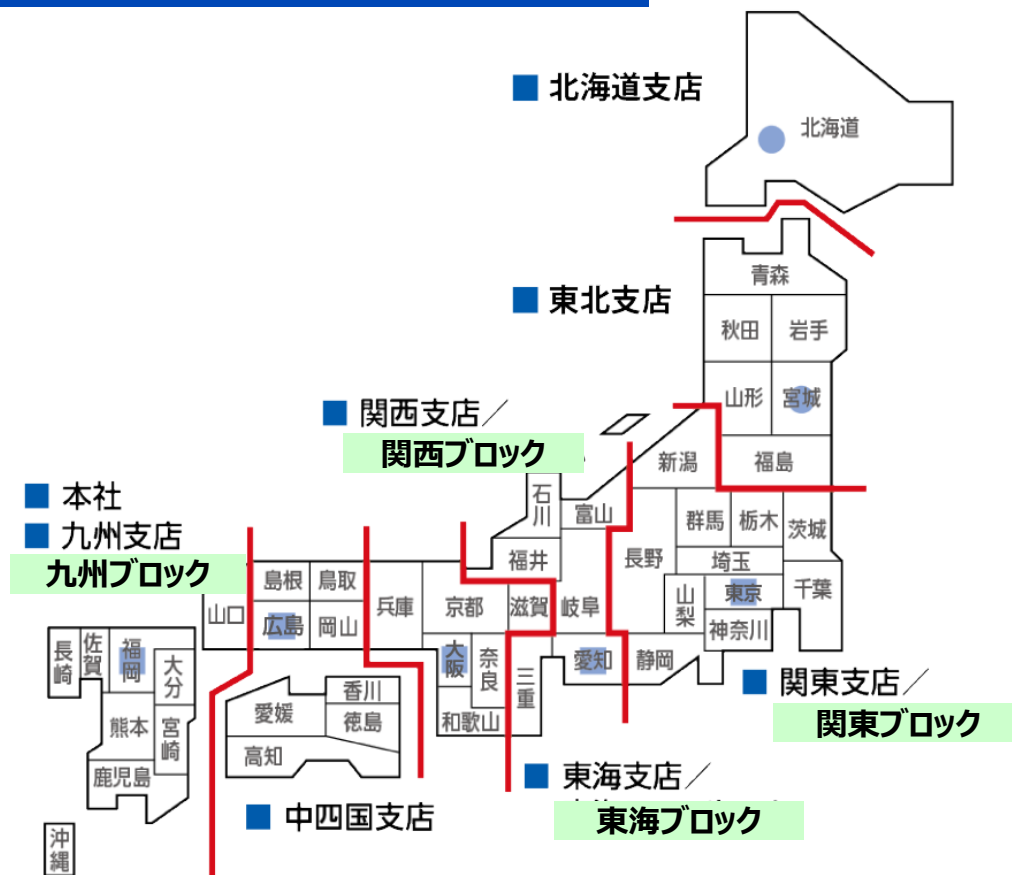 北海道支店
北海道
青森
東北支店
秋田
岩手
山形
宮城
関西支店／
関西ブロック
新潟
福島
本社
石川
富山
群馬
栃木
茨城
九州支店
九州ブロック
福井
長野
埼玉
島根
鳥取
兵庫
京都
滋賀
岐阜
山梨
東京
千葉
山口
広島
岡山
神奈川
長崎
佐賀
福岡
大分
大阪
奈良
三重
愛知
静岡
関東支店／
関東ブロック
香川
愛媛
徳島
和歌山
熊本
宮崎
高知
鹿児島
東海支店／
東海ブロック
中四国支店
沖縄